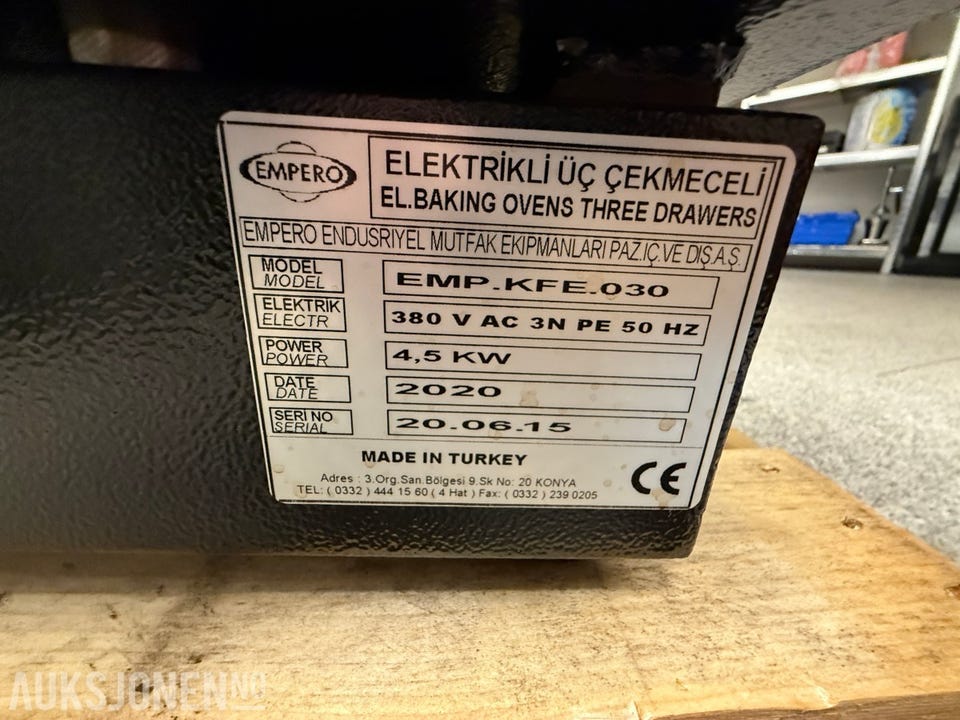 EMPERO
ELEKTRİKLİ ÜÇ ÇEKMECELİ
EL.BAKING OVENS THREE DRAWERS
EMPERO ENDUSRIYEL MUTFAK EKIPMANLARI PAZ.IÇ.VE DIŞ A.Ş.
MODEL
MODEL
EMP.KFE.030
ELEKTRIK
ELECTR
380 V AC 3N PE 50 HZ
POWER
POWER
4,5 KW
DATE
DATE
2020
SERI NO
SERIAL
20.06.15
MADE IN TURKEY
Adres : 3.Org.San.Bölgesi 9.Sk No: 20 KONYA
TEL: ( 0332 ) 444 15 60 ( 4 Hat ) Fax: ( 0332 ) 239 0205
CE
AUKSJONEN.NO